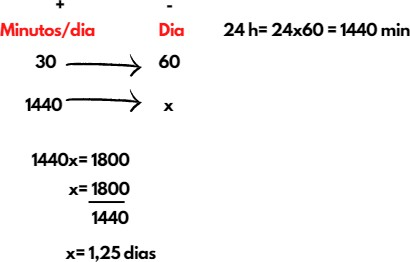 + -
Minutos/dia Dia 24 h= 24x60 = 1440 min
30 60
1440 x
1440x= 1800
x= 1800
1440
x= 1,25 dias